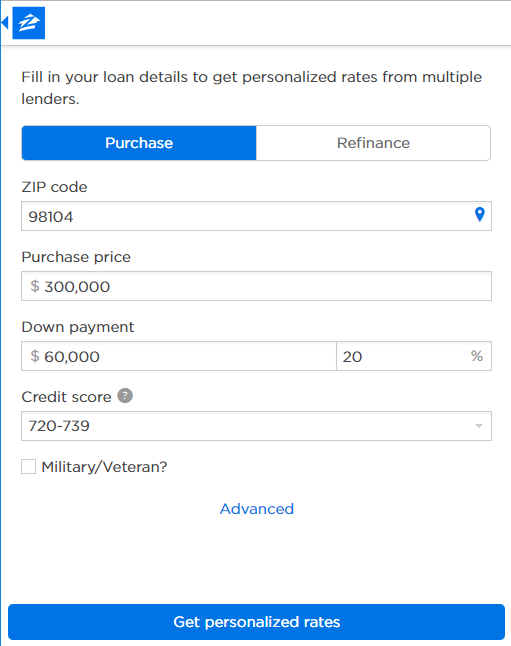 Fill in your loan details to get personalized rates from multiple
lenders.
Purchase Refinance
ZIP code
98104
Purchase price
$ 300,000
Down payment
$ 60,000 20 %
Credit score ?
720-739
Military/Veteran?
Advanced
Get personalized rates